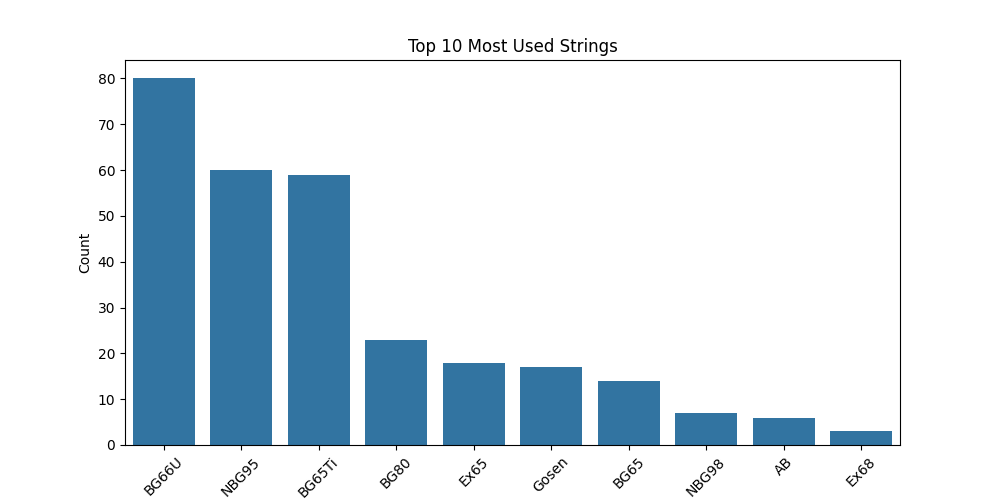 Top 10 Most Used Strings
Count
80
70
60
50
40
30
20
10
0
BG66U
NBG95
BG65Ti
BG80
Ex65
Gosen
BG65
NBG98
AB
Ex68